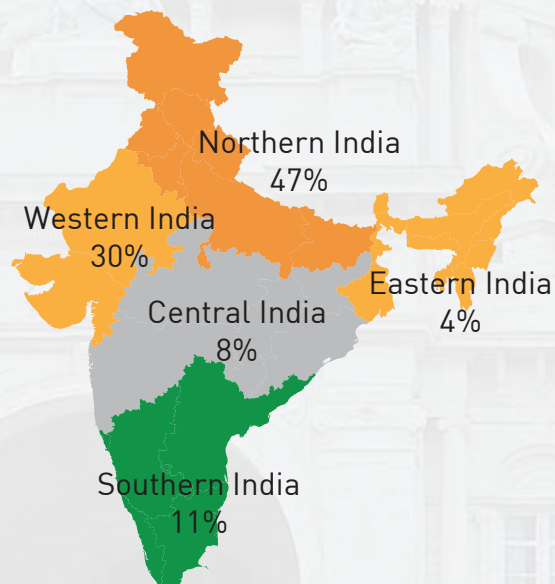 Northern India
47%
Western India
30%
Eastern India
4%
Central India
8%
Southern India
11%